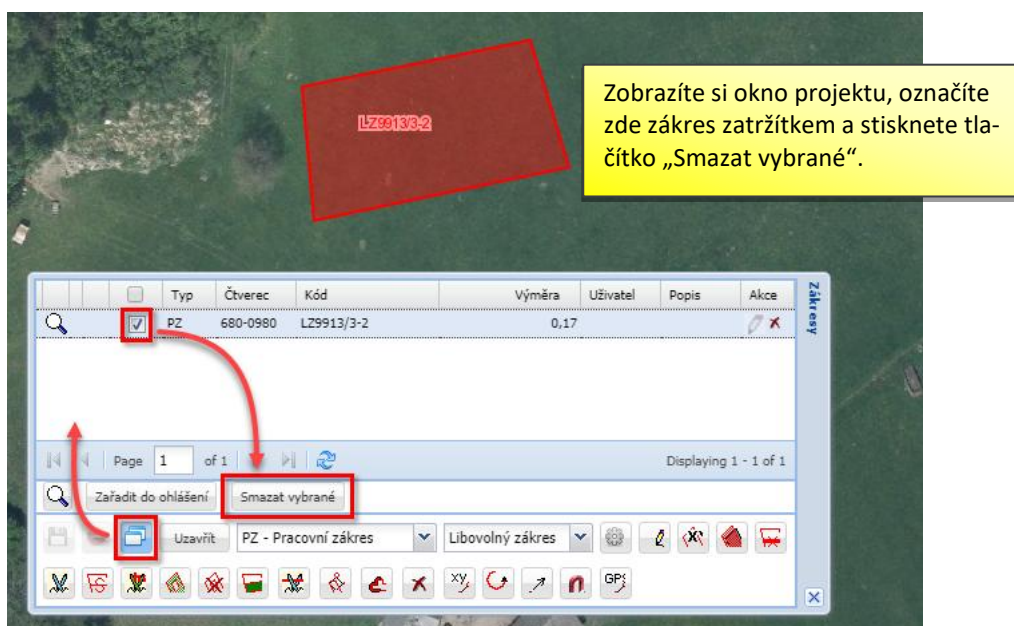 LZ9913/3-2
Zobrazíte si okno projektu, označíte
zde zákres zatržítkem a stisknete tla-
čítko „Smazat vybrané“.
Typ Čtverec Kód Výměra Uživatel Popis Akce
PZ 680-0980 LZ9913/3-2 0,17
Zákresy
Page 1 of 1 Displaying 1 - 1 of 1
Zařadit do ohlášení Smazat vybrané
Uzavřít PZ - Pracovní zákres Libovolný zákres
xy GPS